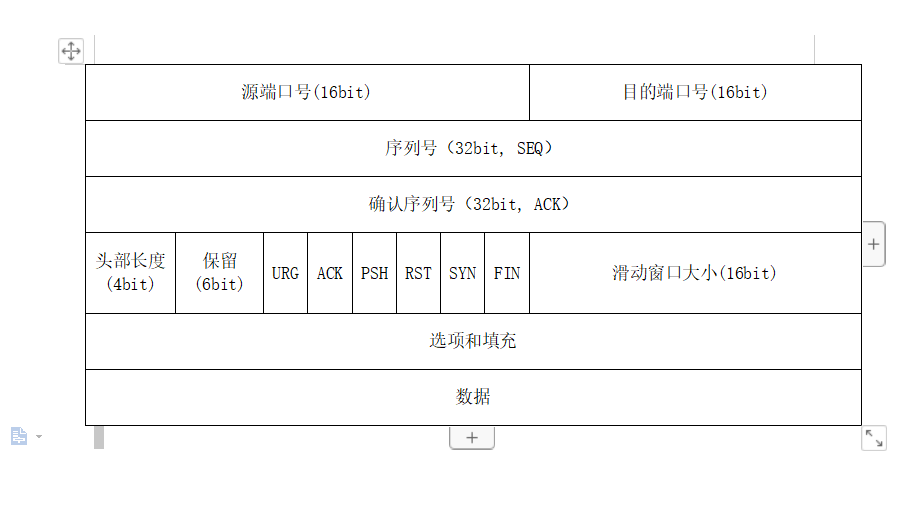 源端口号(16bit)
目的端口号(16bit)
序列号（32bit, SEQ）
确认序列号（32bit, ACK）
头部长度
(4bit)
保留
(6bit)
URG
ACK
PSH
RST
SYN
FIN
滑动窗口大小(16bit)
选项和填充
数据